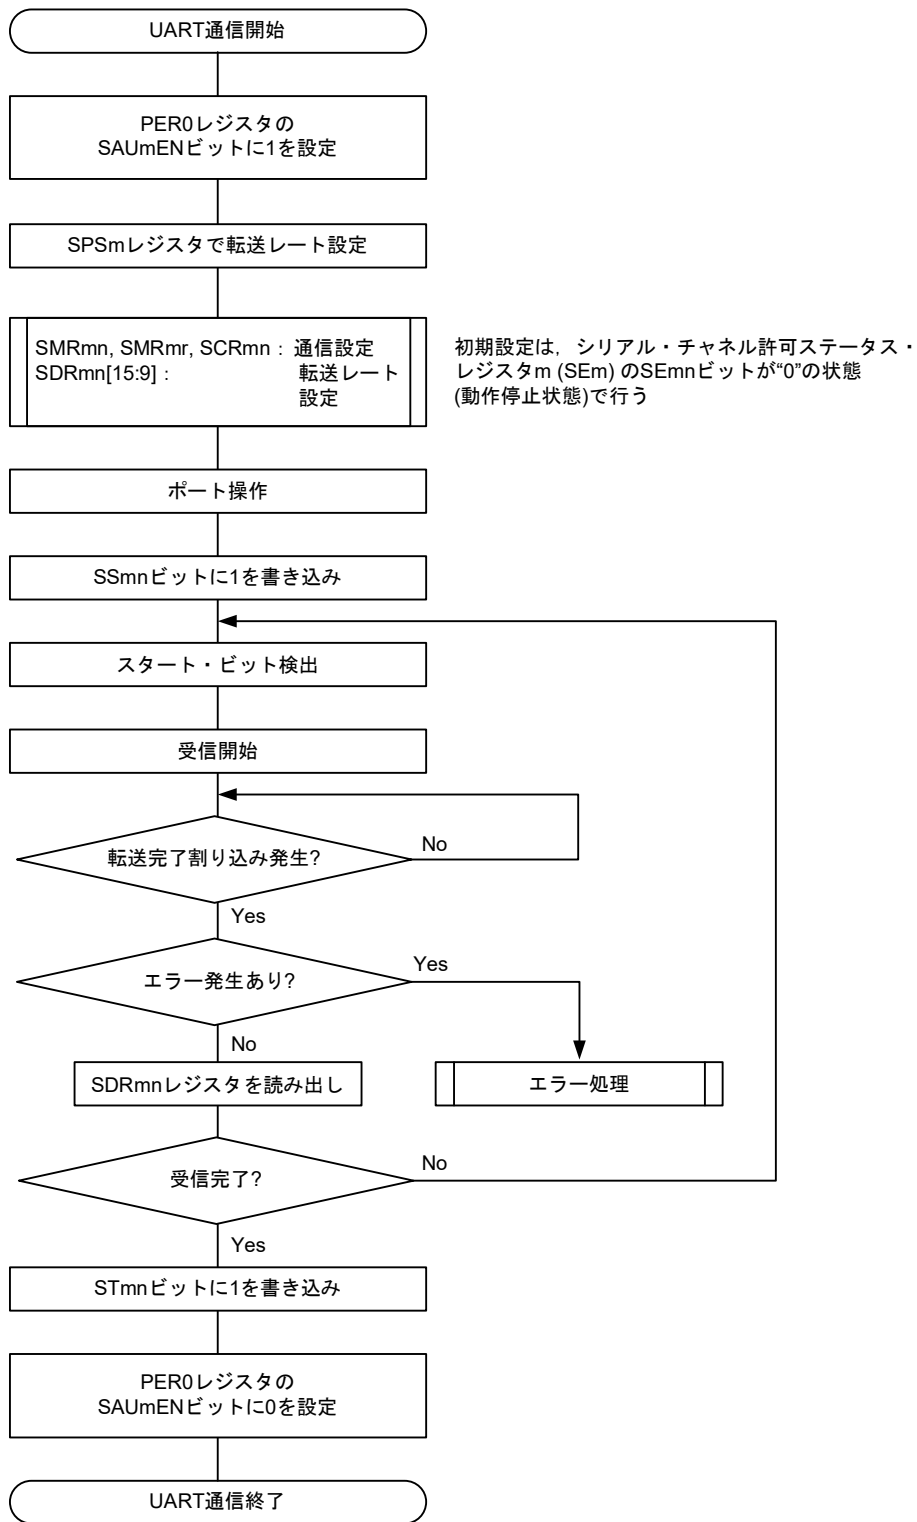 UART通信開始
PER0レジスタの
SAUmENビットに1を設定
SPSmレジスタで転送レート設定
SMRmn, SMRmr, SCRmn：通信設定
SDRmn[15:9]： 転送レート
設定
初期設定は，シリアル・チャネル許可ステータス・
レジスタm (SEm) のSEmnビットが“0”の状態
(動作停止状態)で行う
ポート操作
SSmnビットに1を書き込み
スタート・ビット検出
受信開始
転送完了割り込み発生?
No
Yes
エラー発生あり?
Yes
No
SDRmnレジスタを読み出し
エラー処理
受信完了?
No
Yes
STmnビットに1を書き込み
PER0レジスタの
SAUmENビットに0を設定
UART通信終了